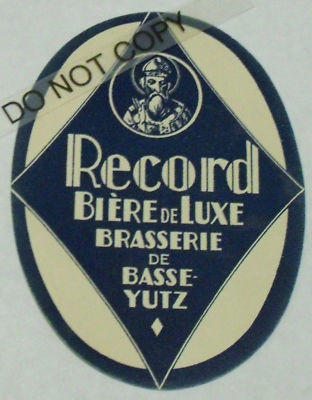 DO NOT COPY
Record
BIÈRE DE LUXE
BRASSERIE
DE
BASSE-
YUTZ